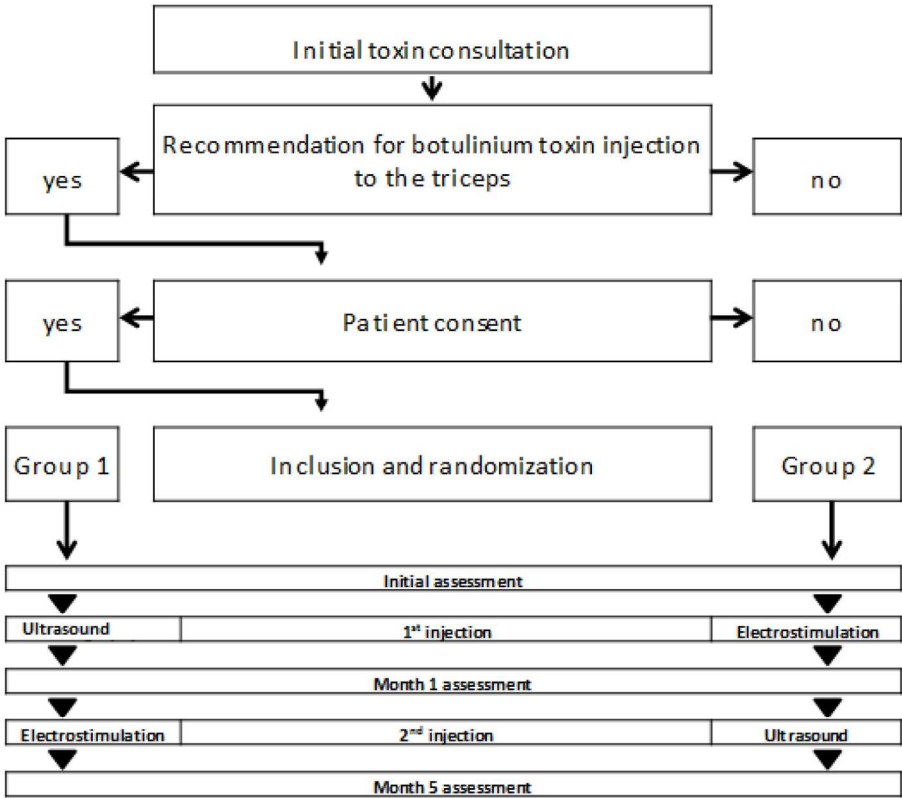 Initial toxin consultation
Recommendation for botulinium toxin injection
to the triceps
yes
no
yes
Patient consent
no
Group 1
Inclusion and randomization
Group 2
Initial assessment
Ultrasound
1st injection
Electrostimulation
Month 1 assessment
Electrostimulation
2nd injection
Ultrasound
Month 5 assessment